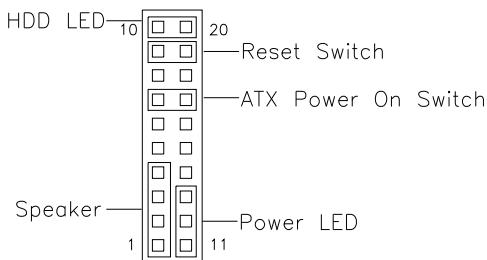 HDD LED 10 20
Reset Switch
ATX Power On Switch
Speaker
Power LED
1 11